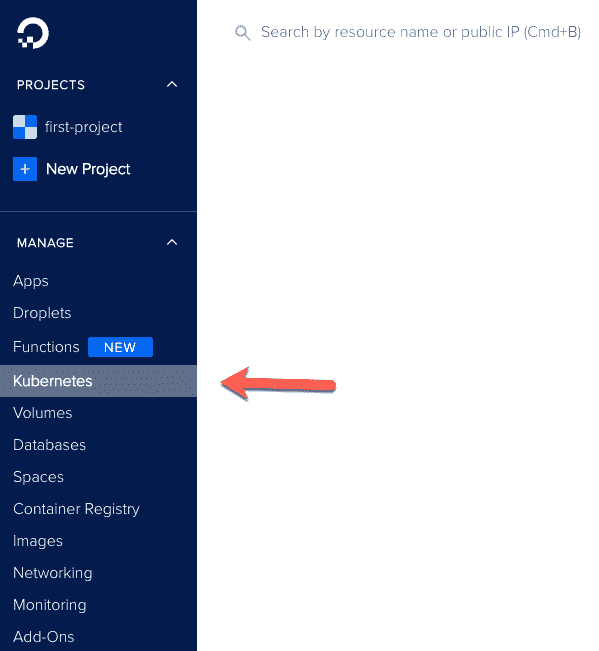 Search by resource name or public IP (Cmd+B)
PROJECTS
first-project
+ New Project
MANAGE
Apps
Droplets
Functions NEW
Kubernetes
Volumes
Databases
Spaces
Container Registry
Images
Networking
Monitoring
Add-Ons